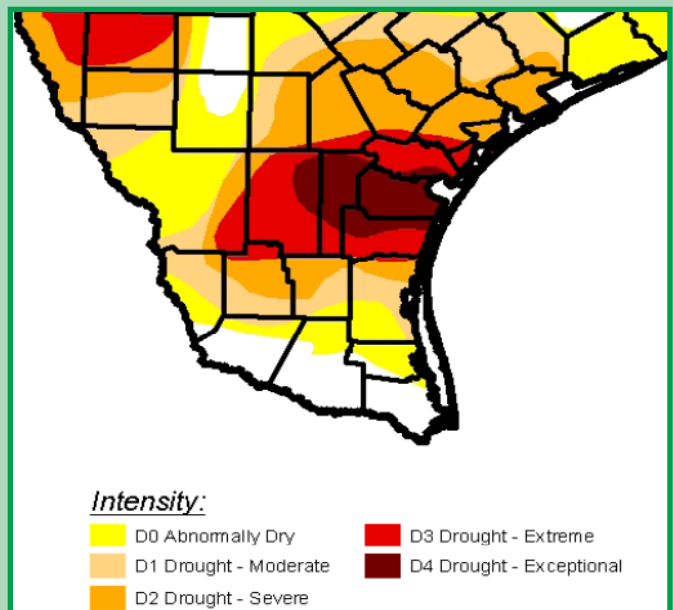 Intensity:
D0 Abnormally Dry
D1 Drought - Moderate
D2 Drought - Severe
D3 Drought - Extreme
D4 Drought - Exceptional